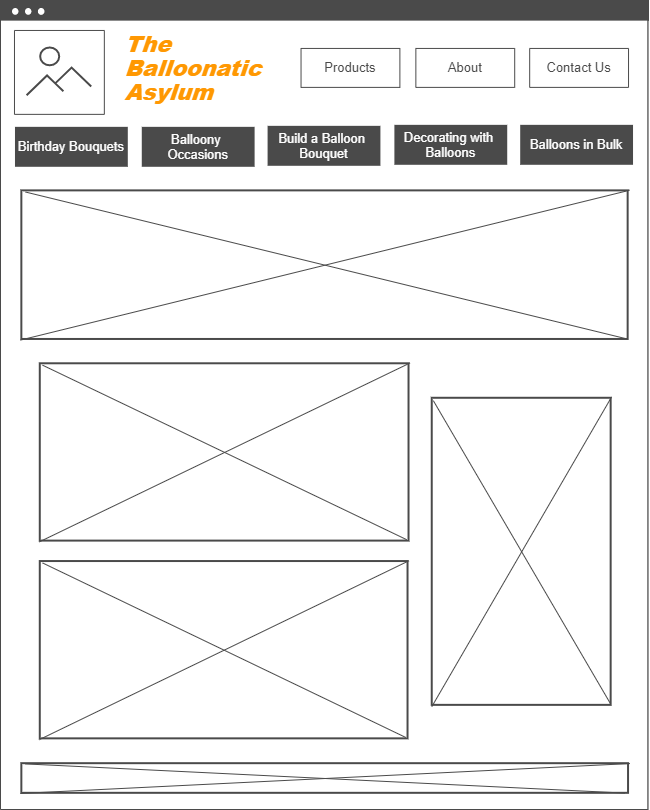 The
Balloonatic
Asylum
Products
About
Contact Us
Birthday Bouquets
Balloony
Occasions
Build a Balloon
Bouquet
Decorating with
Balloons
Balloons in Bulk